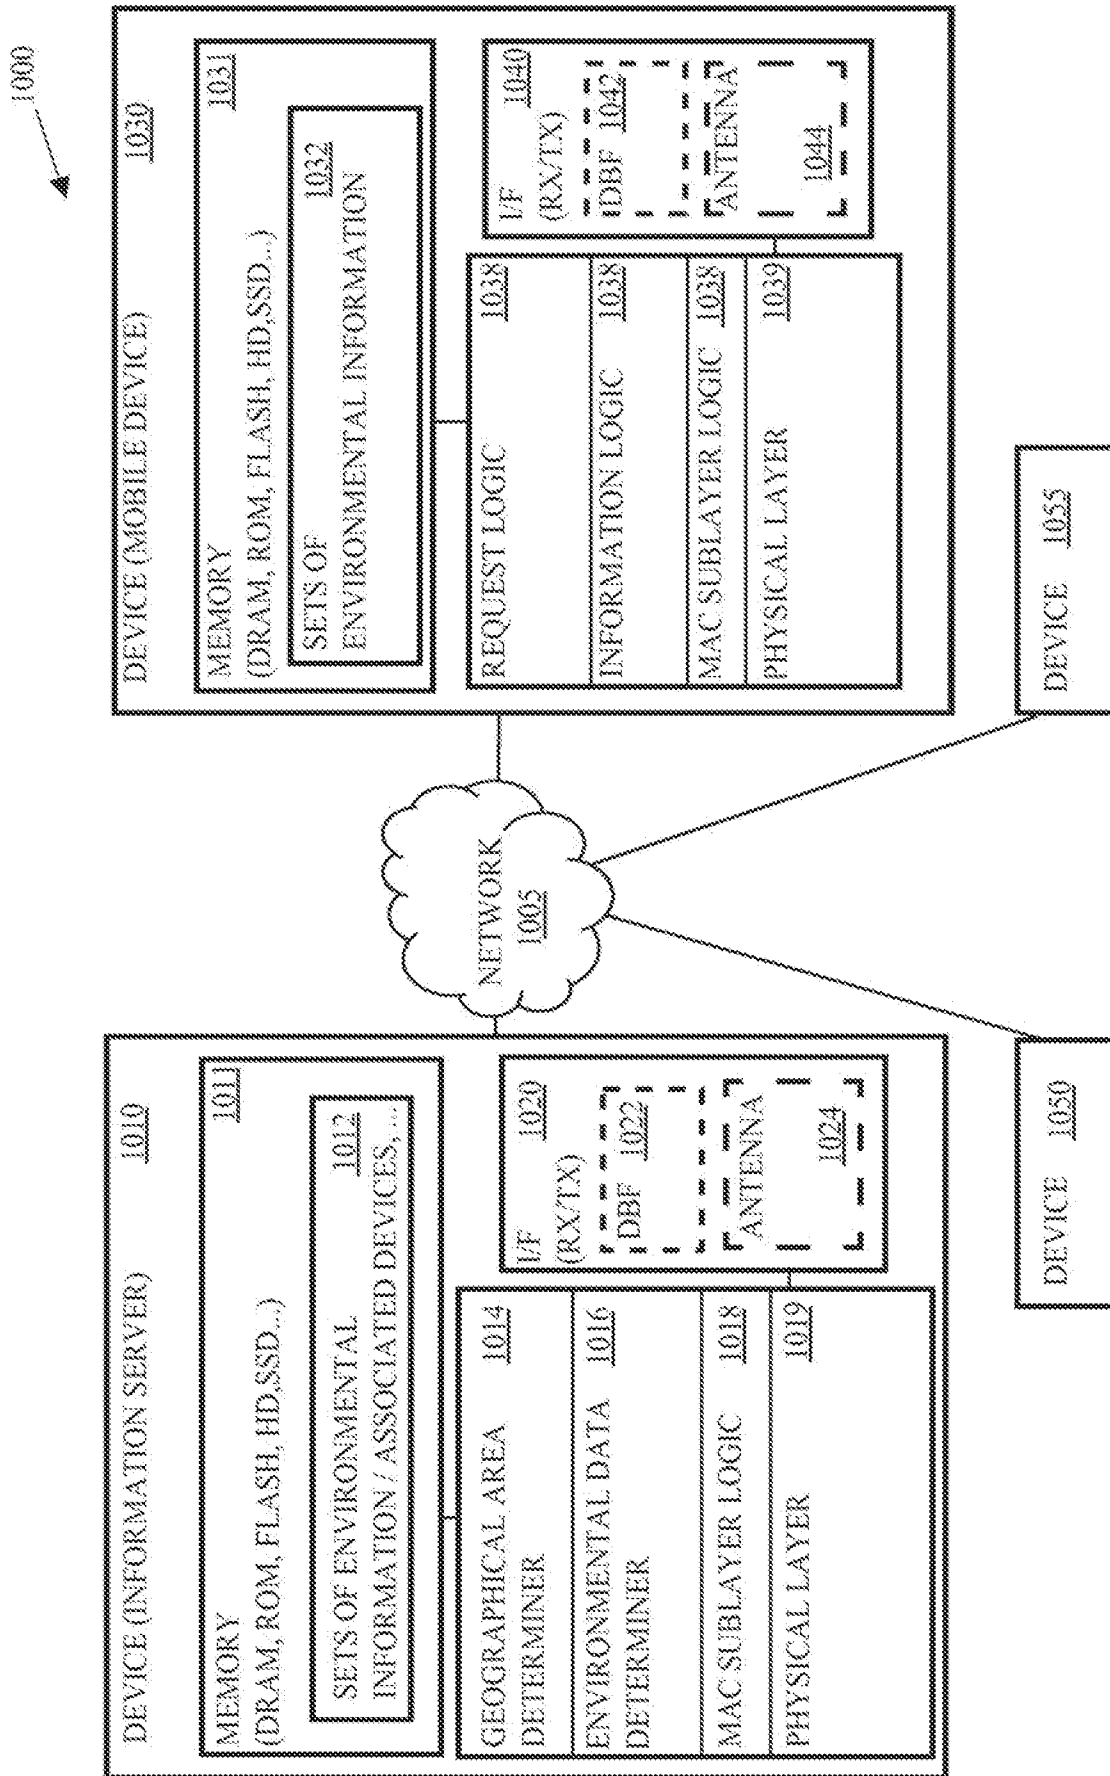 1000
DEVICE (INFORMATION SERVER) 1010
MEMORY 1011
(DRAM, ROM, FLASH, HD,SSD...)
SETS OF ENVIRONMENTAL 1012
INFORMATION / ASSOCIATED DEVICES,...
GEOGRAPHICAL AREA 1014
DETERMINER
ENVIRONMENTAL DATA 1016
DETERMINER
MAC SUBLAYER LOGIC 1018
PHYSICAL LAYER 1019
I/F 1020
(RX/TX)
DBF 1022
ANTENNA
1024
NETWORK
1005
DEVICE (MOBILE DEVICE) 1030
MEMORY 1031
(DRAM, ROM, FLASH, HD,SSD...)
SETS OF 1032
ENVIRONMENTAL INFORMATION
REQUEST LOGIC 1038
INFORMATION LOGIC 1038
MAC SUBLAYER LOGIC 1038
PHYSICAL LAYER 1039
I/F 1040
(RX/TX)
DBF 1042
ANTENNA
1044
DEVICE 1050
DEVICE 1055